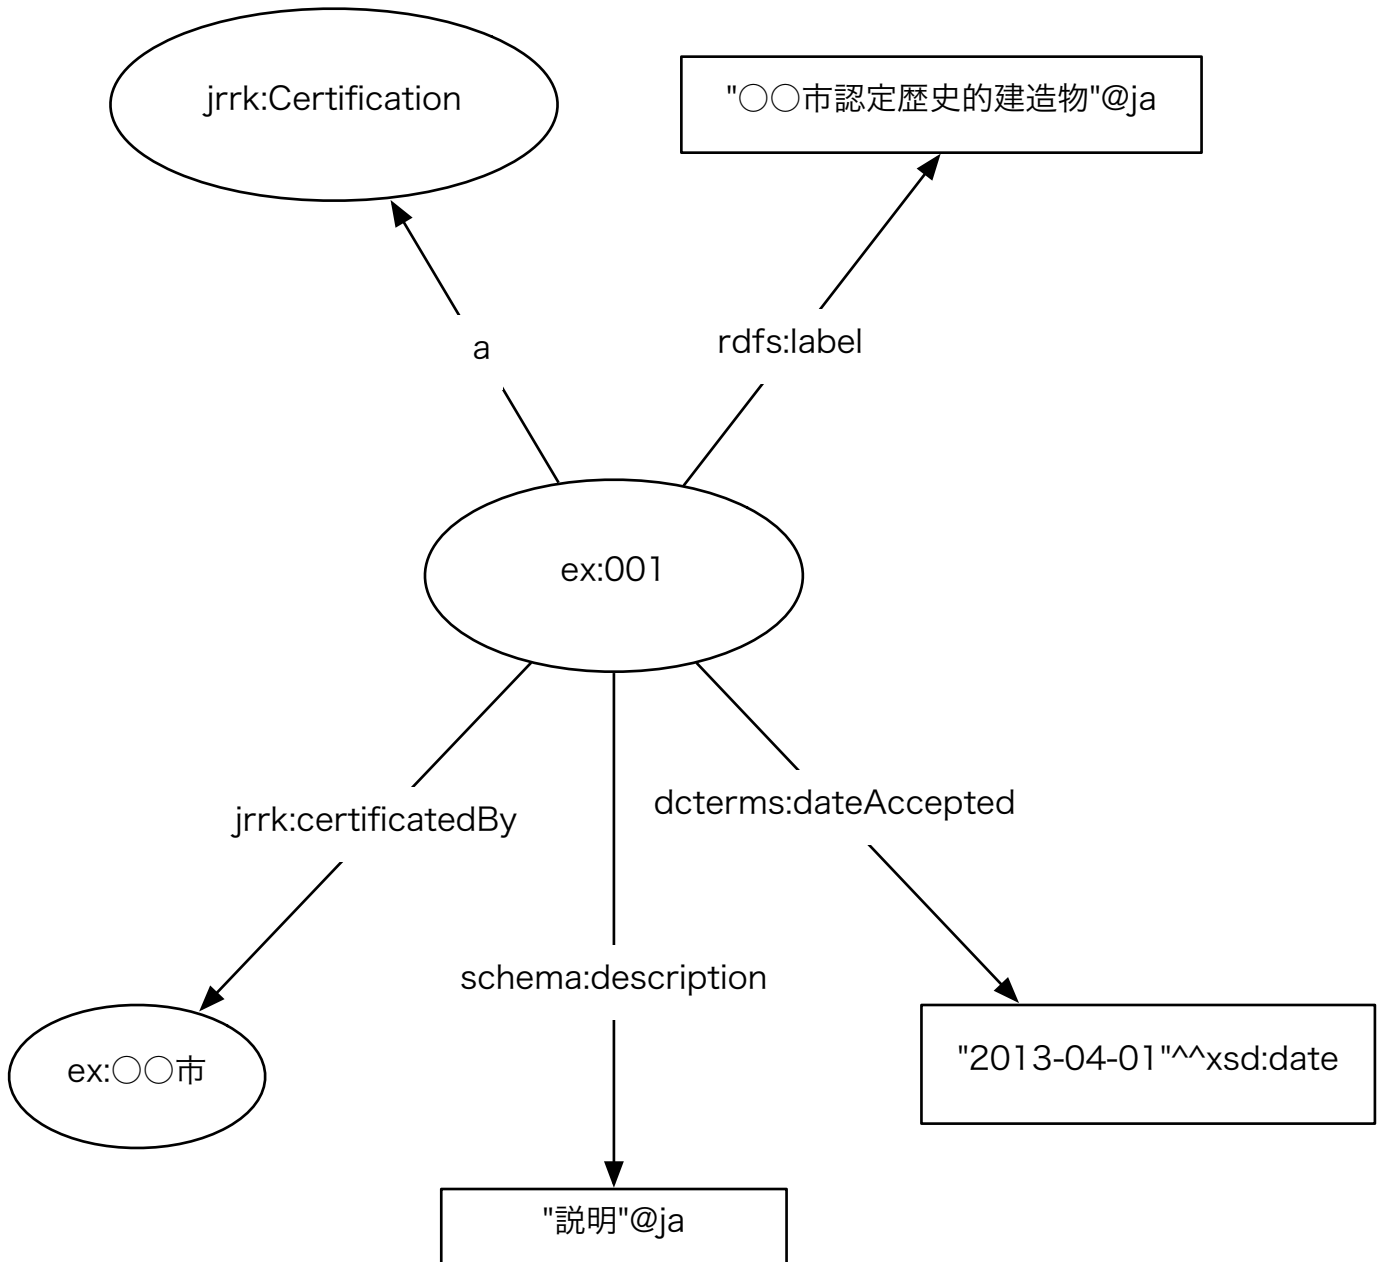 jrrk:Certification
"○○市認定歴史的建造物"@ja
a
rdfs:label
ex:001
jrrk:certificatedBy
dcterms:dateAccepted
schema:description
ex:○○市
"2013-04-01"^^xsd:date
"説明"@ja